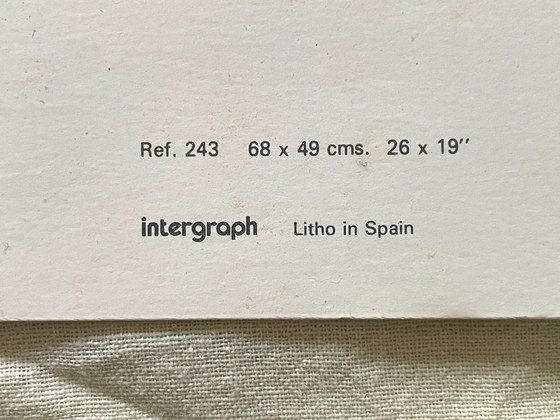 Ref. 243 68 x 49 cms. 26 x 19''
intergraph Litho in Spain